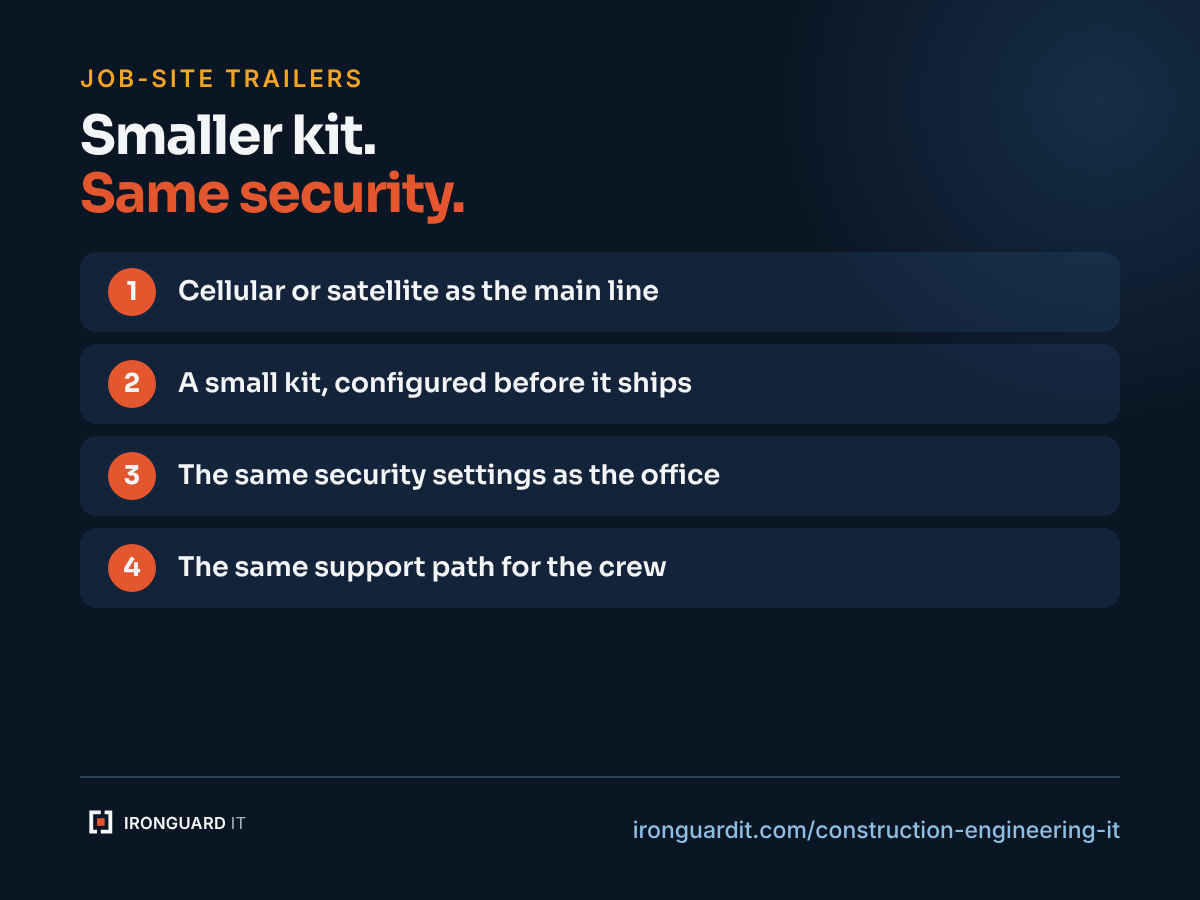 JOB-SITE TRAILERS
Smaller kit.
Same security.
1 Cellular or satellite as the main line
2 A small kit, configured before it ships
3 The same security settings as the office
4 The same support path for the crew
IRONGUARD IT
ironguardit.com/construction-engineering-it